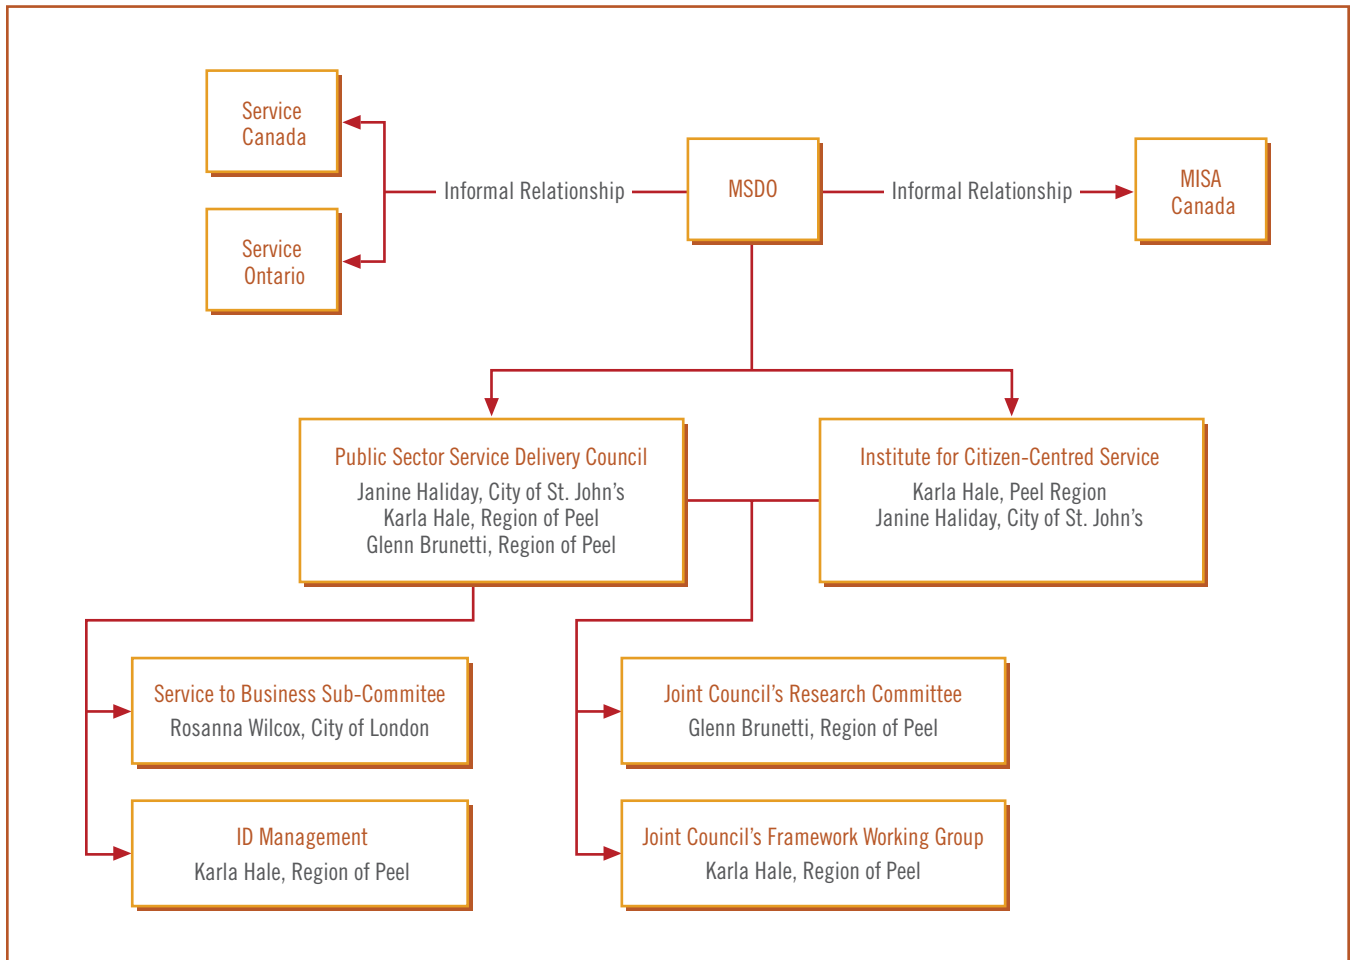 Service
Canada
Service
Ontario
Informal Relationship
MSDO
Informal Relationship
MISA
Canada
Public Sector Service Delivery Council
Janine Haliday, City of St. John's
Karla Hale, Region of Peel
Glenn Brunetti, Region of Peel
Institute for Citizen-Centred Service
Karla Hale, Peel Region
Janine Haliday, City of St. John's
Service to Business Sub-Commitee
Rosanna Wilcox, City of London
ID Management
Karla Hale, Region of Peel
Joint Council's Research Committee
Glenn Brunetti, Region of Peel
Joint Council's Framework Working Group
Karla Hale, Region of Peel